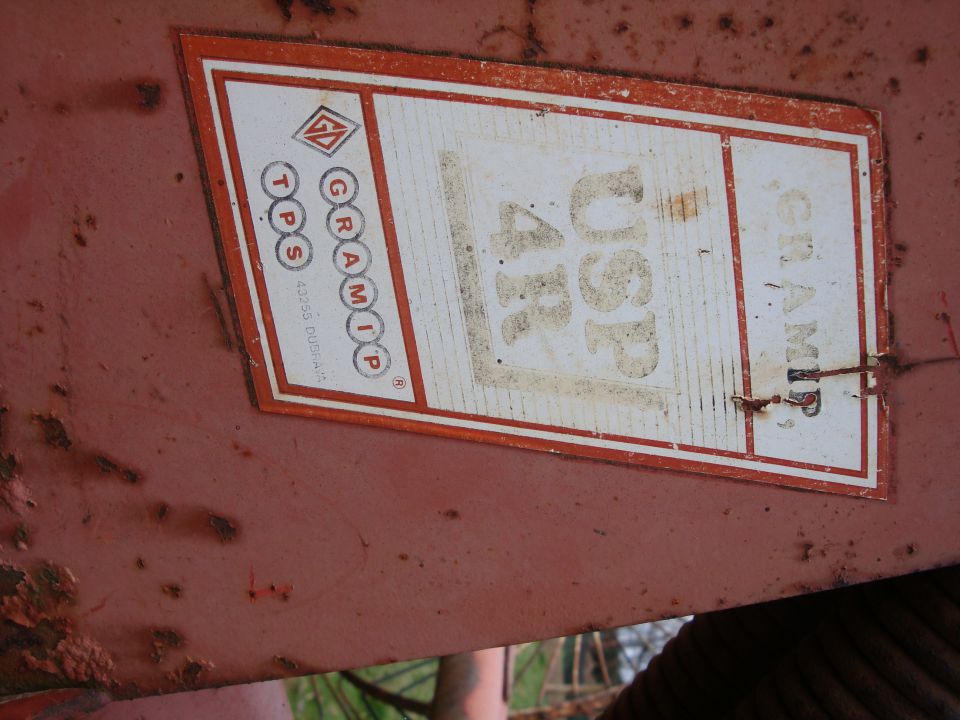 „GRAMIP„
USP
4R
GRAMIP®
TPS 43255 DUBRAVA